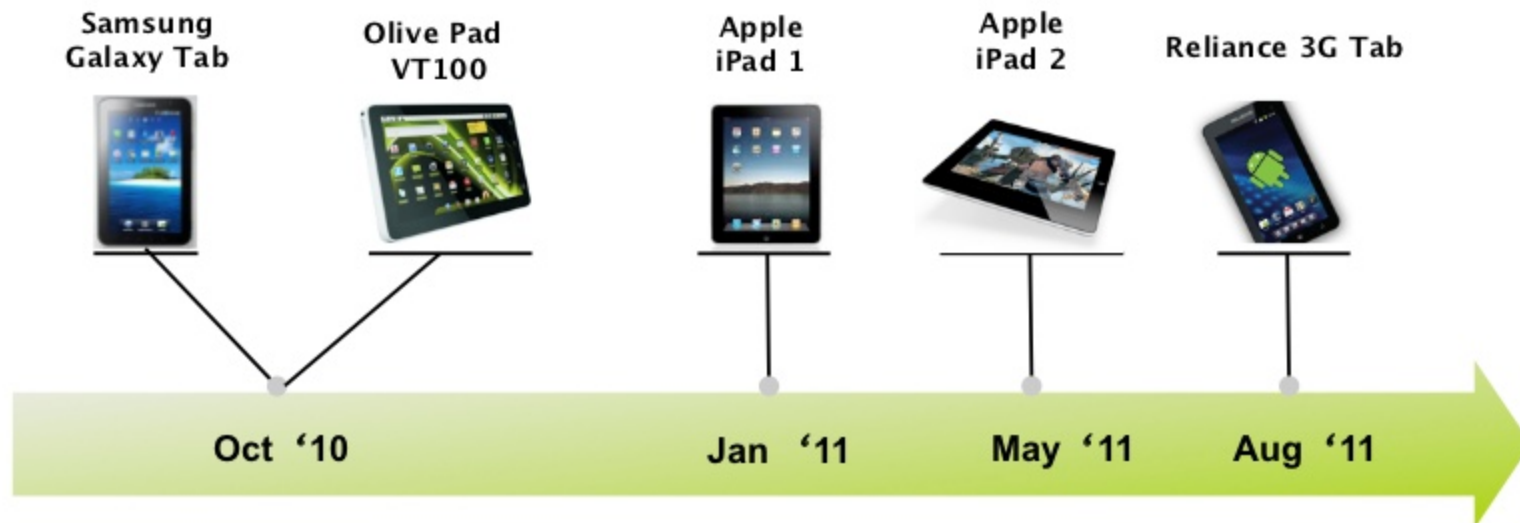 Samsung
Galaxy Tab
Olive Pad
VT100
Apple
iPad 1
Apple
iPad 2
Reliance 3G Tab
Oct ‘10
Jan ‘11
May ‘11
Aug ‘11